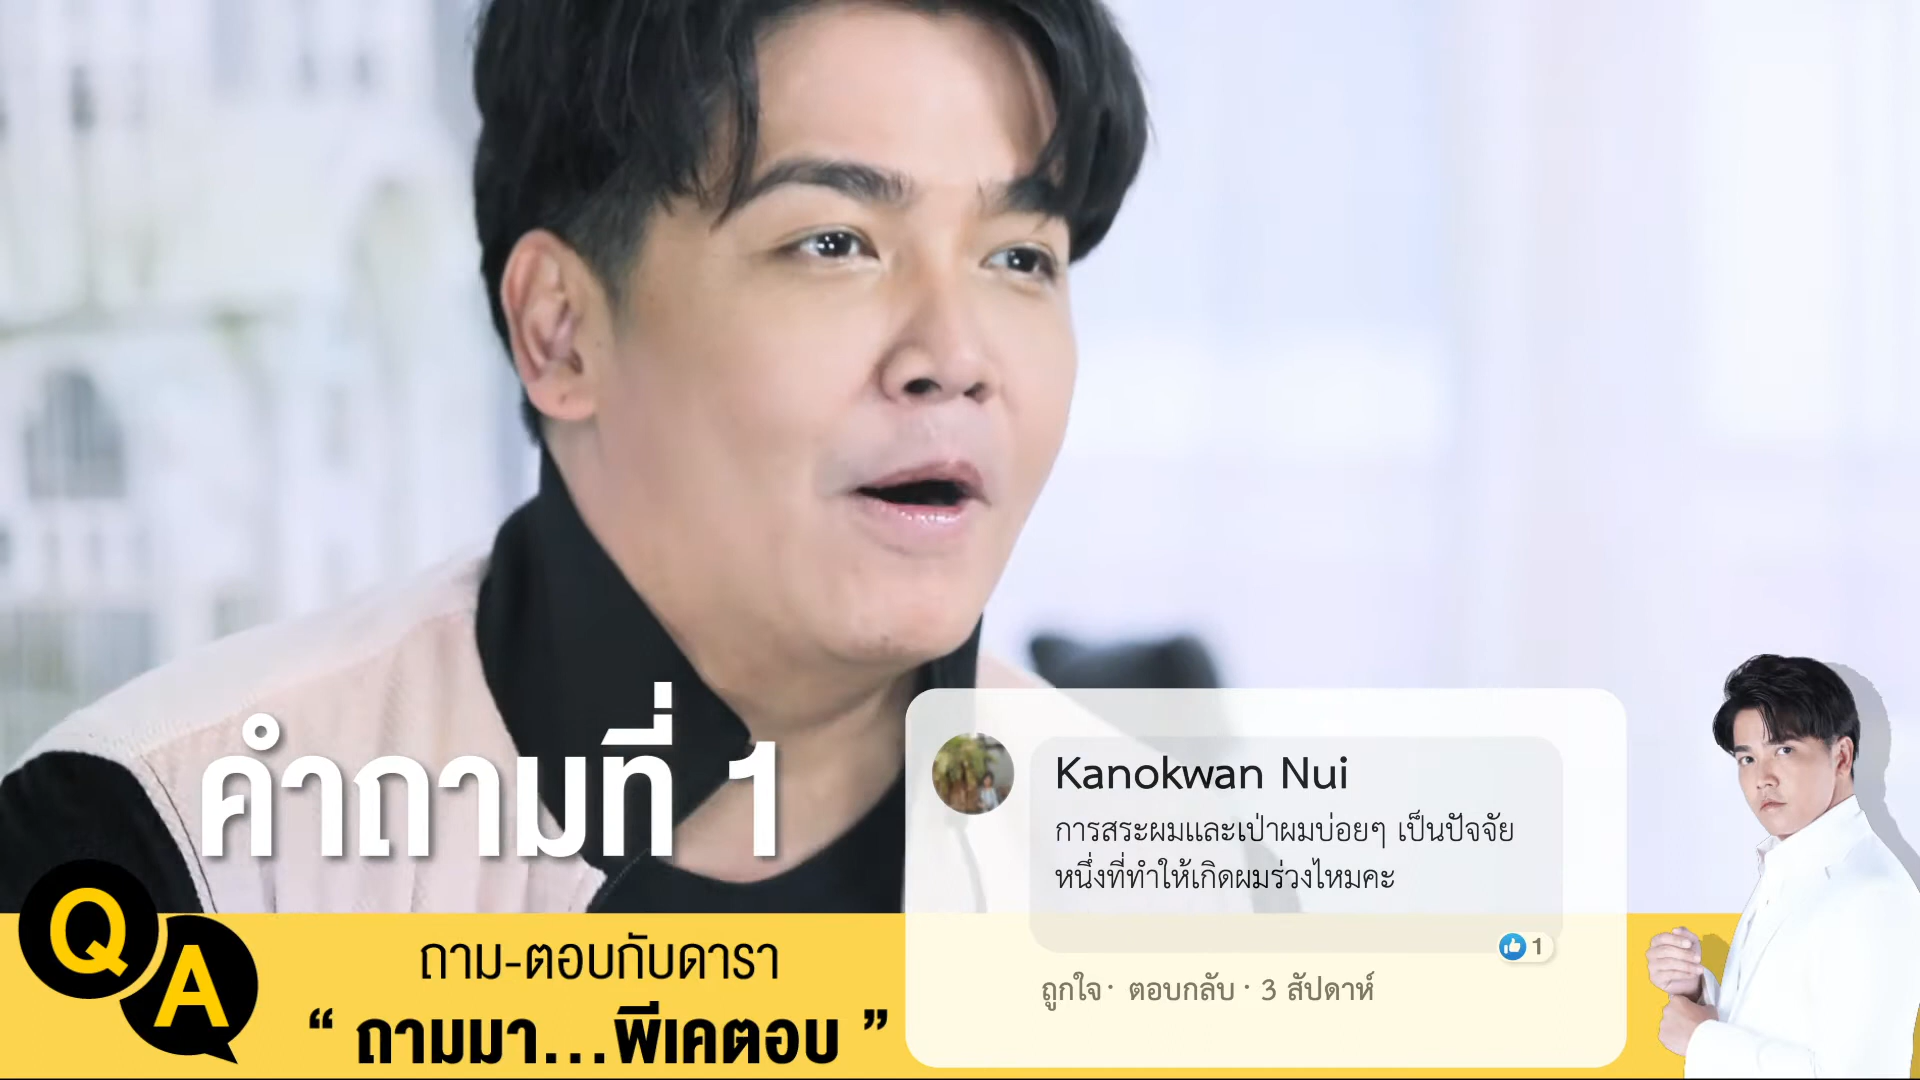 คำถามที่ 1
Kanokwan Nui
การสระผมและเป่าผมบ่อยๆ เป็นปัจจัย
หนึ่งที่ทำให้เกิดผมร่วงไหมคะ
1
ถูกใจ · ตอบกลับ · 3 สัปดาห์
Q
A
ถาม-ตอบกับดารา
“ ถามมา...พีเคตอบ ”